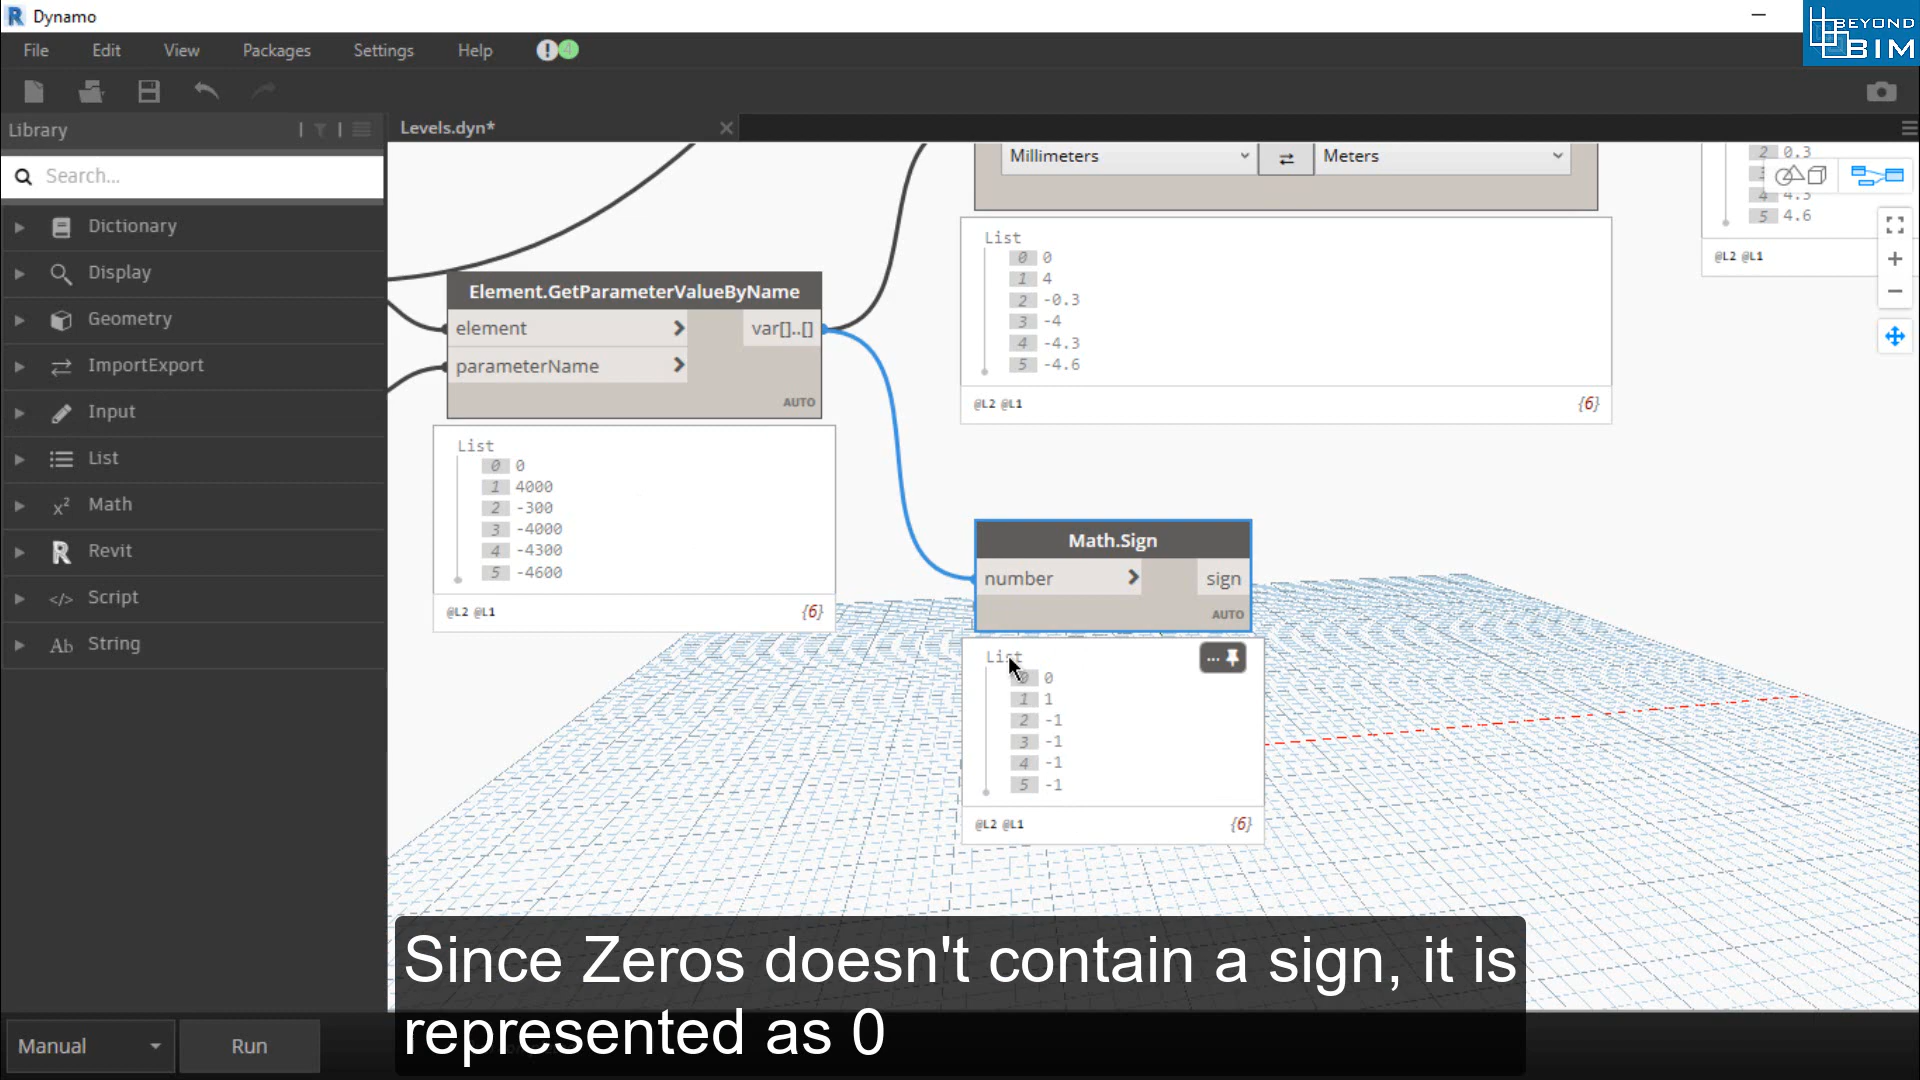 Dynamo
BEYOND
BIM
File Edit View Packages Settings Help
Library
Levels.dyn*
Search...
Dictionary
Display
Geometry
ImportExport
Input
List
Math
Revit
Script
String
Millimeters Meters
List
0 0
1 4
2 -0.3
3 -4
4 -4.3
5 -4.6
@L2 @L1 {6}
2 0.3
4 4.3
5 4.6
@L2 @L1
Element.GetParameterValueByName
element > var[]..[]
parameterName >
AUTO
List
0 0
1 4000
2 -300
3 -4000
4 -4300
5 -4600
@L2 @L1 {6}
Math.Sign
number > sign
AUTO
List
0 0
1 1
2 -1
3 -1
4 -1
5 -1
@L2 @L1 {6}
Since Zeros doesn't contain a sign, it is
represented as 0
Manual Run